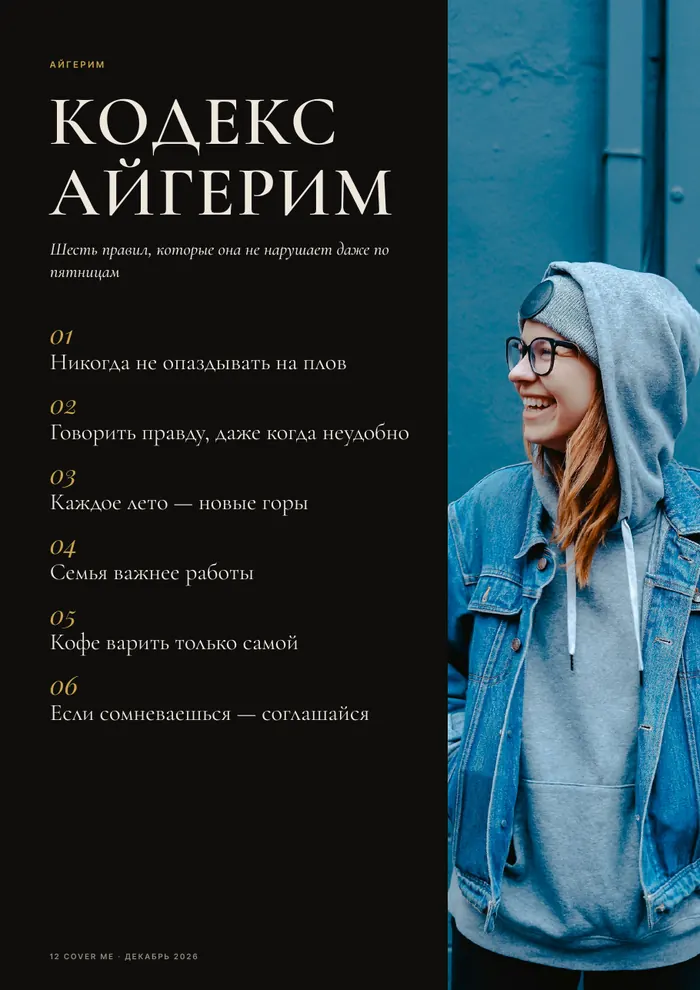 АЙГЕРИМ
КОДЕКС
АЙГЕРИМ
Шесть правил, которые она не нарушает даже по
пятницам
01
Никогда не опаздывать на плов
02
Говорить правду, даже когда неудобно
03
Каждое лето — новые горы
04
Семья важнее работы
05
Кофе варить только самой
06
Если сомневаешься — соглашайся
12 COVER ME · ДЕКАБРЬ 2026